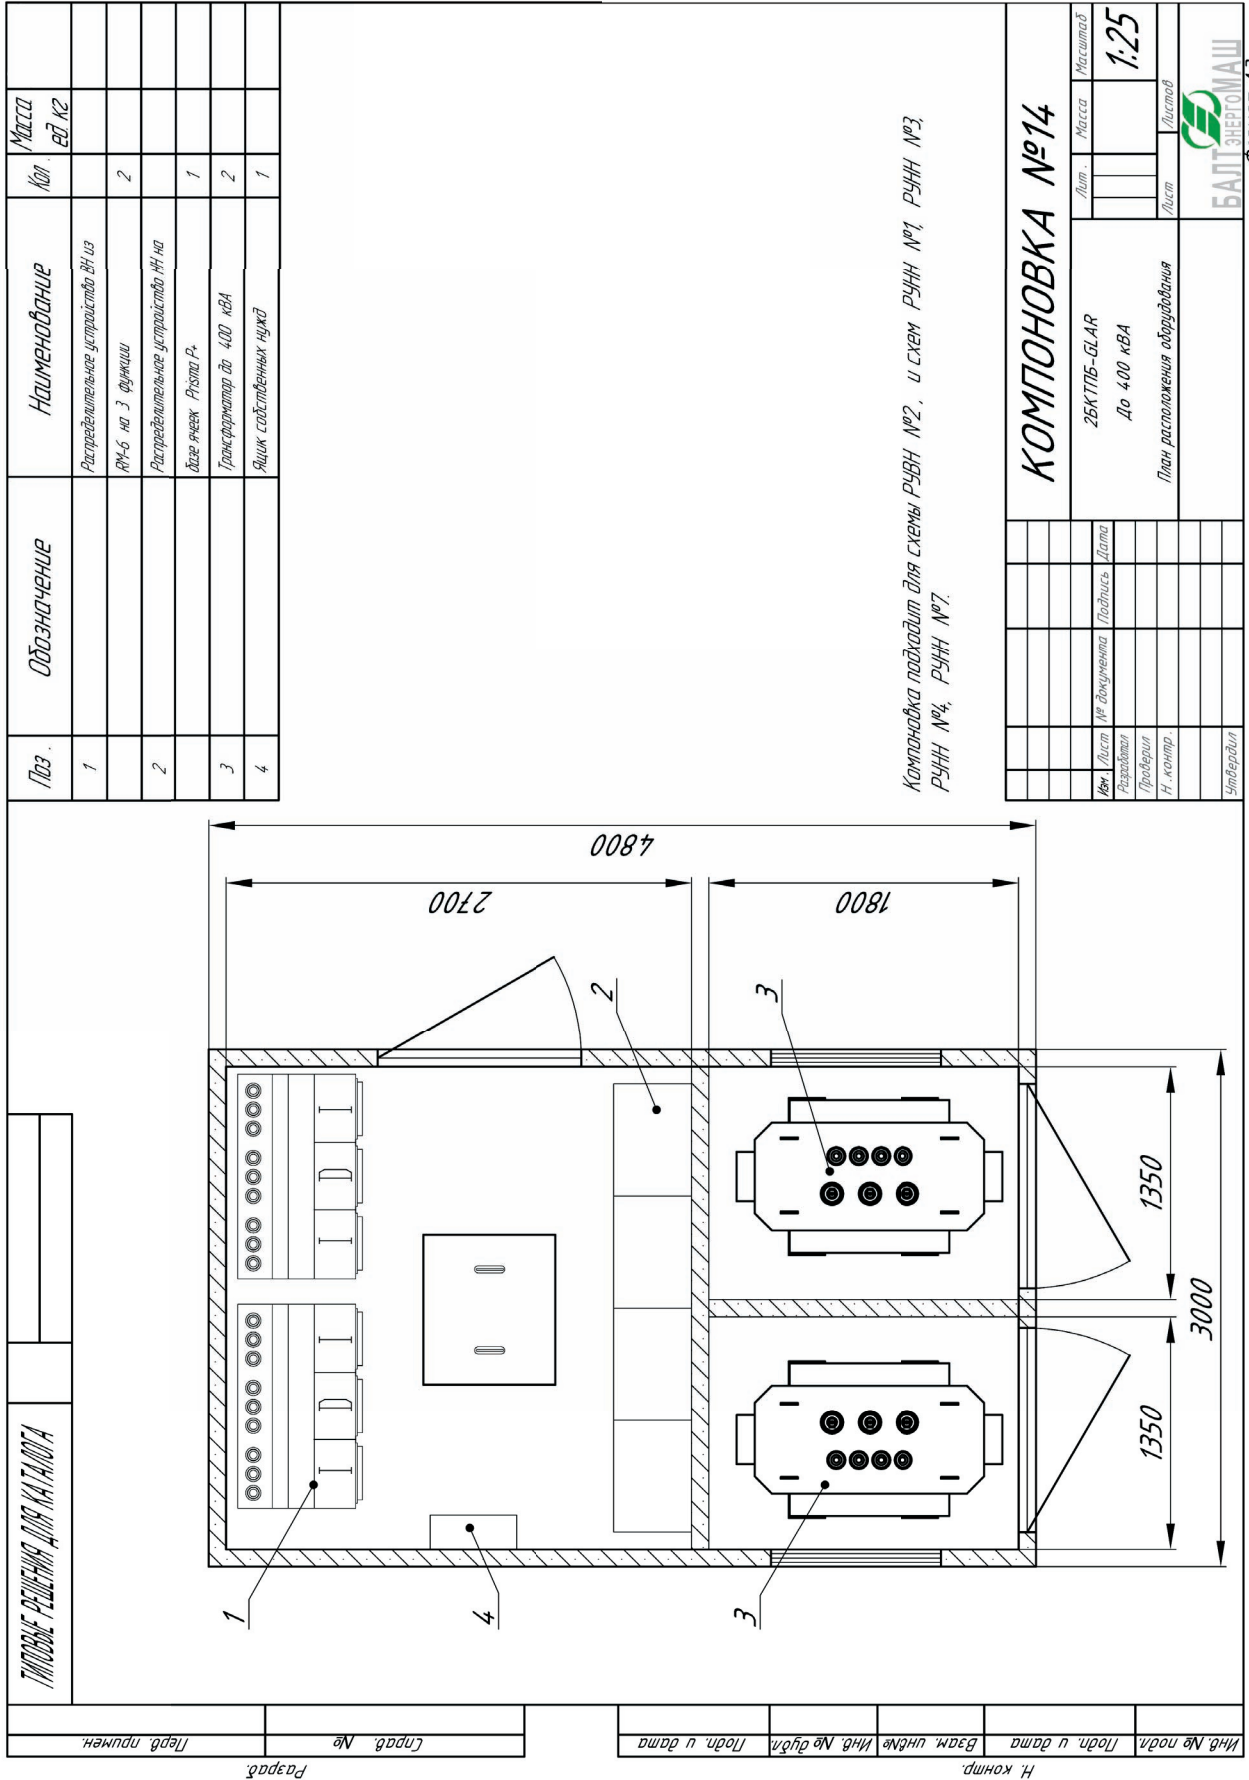 ТИПОВЫЕ РЕШЕНИЯ ДЛЯ КАТАЛОГА
Поз.	Обозначение	Наименование	Кол.	Масса ед. кг
1	Распределительное устройство ВН из
RM-6 на 3 функции	2
2	Распределительное устройство НН на
базе ячеек Prisma P+	1
3	Трансформатор до 400 кВА	2
4	Ящик собственных нужд	1
1
4
3
2
3
2700
1800
4800
1350
1350
3000
Компоновка подходит для схемы РУВН №2, и схем РУНН №1, РУНН №3,
РУНН №4, РУНН №7.
КОМПОНОВКА №14
2БКТПБ-GLAR
До 400 кВА
План расположения оборудования
Лит.	Масса	Масштаб
1:25
Лист	Листов
Изм.	Лист	№ документа	Подпись	Дата
Разработал
Проверил
Н. контр.
Утвердил
БАЛТЭНЕРГОМАШ
Перв. примен.
Справ. №
Разраб.
Подп. и дата
Инв. № дубл.
Взам. инв№
Подп. и дата
Инв. № подл.
Н. контр.